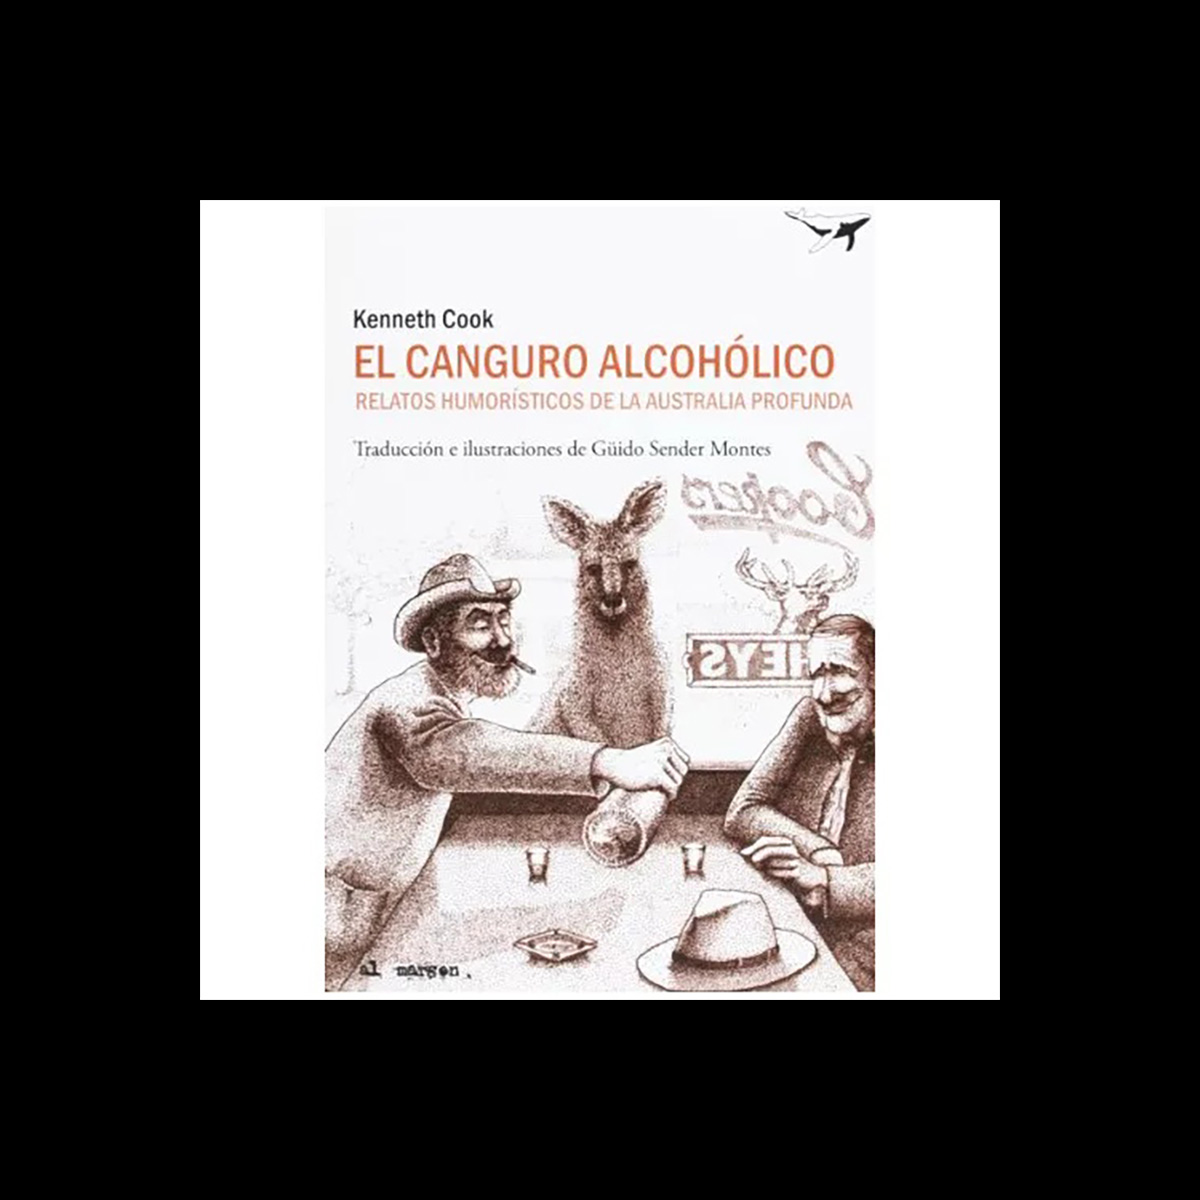 Kenneth Cook
EL CANGURO ALCOHÓLICO
RELATOS HUMORÍSTICOS DE LA AUSTRALIA PROFUNDA
Traducción e ilustraciones de Güido Sender Montes
Coopers
HEYS
al margen.